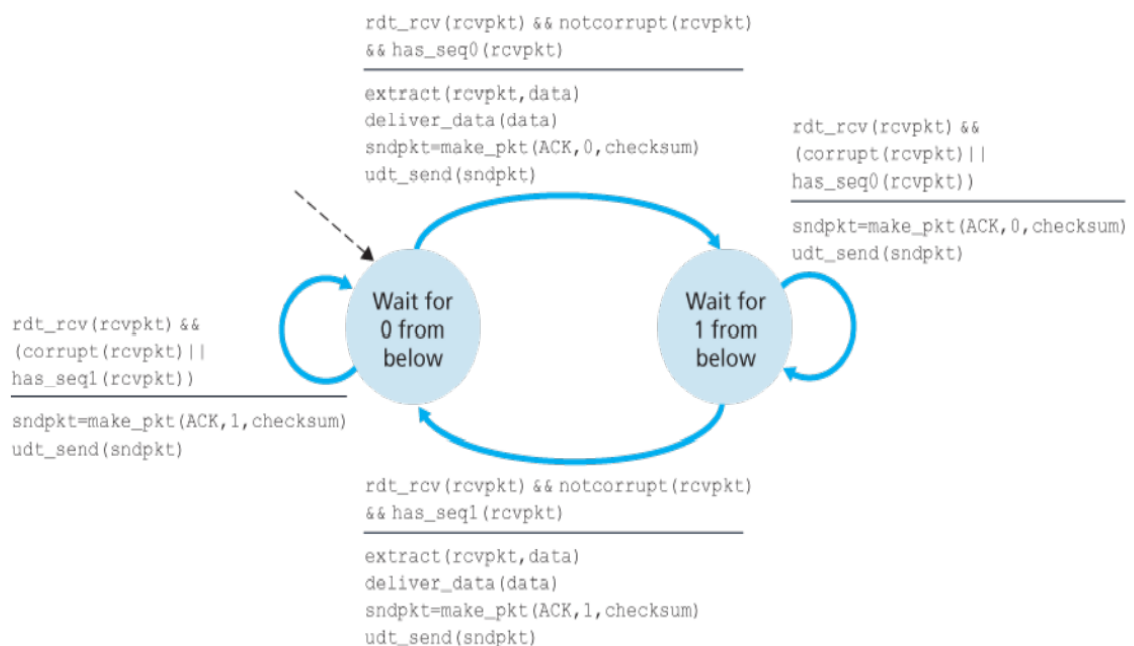 rdt_rcv(rcvpkt) && notcorrupt(rcvpkt)
&& has_seq0(rcvpkt)
extract(rcvpkt,data)
deliver_data(data)
sndpkt=make_pkt(ACK,0,checksum)
udt_send(sndpkt)
rdt_rcv(rcvpkt) &&
(corrupt(rcvpkt)||
has_seq0(rcvpkt))
sndpkt=make_pkt(ACK,0,checksum)
udt_send(sndpkt)
Wait for
0 from
below
Wait for
1 from
below
rdt_rcv(rcvpkt) &&
(corrupt(rcvpkt)||
has_seq1(rcvpkt))
sndpkt=make_pkt(ACK,1,checksum)
udt_send(sndpkt)
rdt_rcv(rcvpkt) && notcorrupt(rcvpkt)
&& has_seq1(rcvpkt)
extract(rcvpkt,data)
deliver_data(data)
sndpkt=make_pkt(ACK,1,checksum)
udt_send(sndpkt)